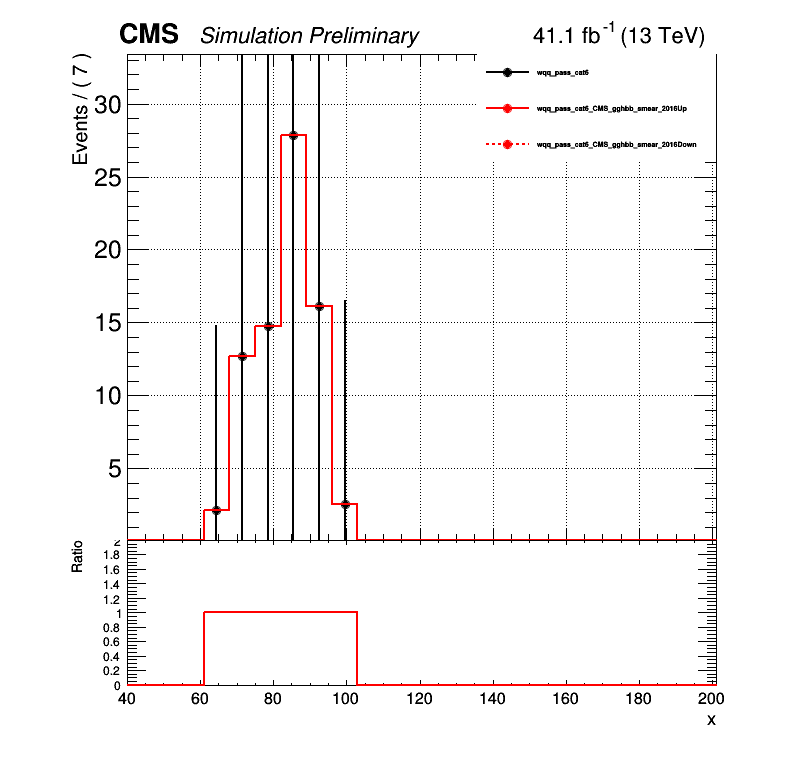 CMS Simulation Preliminary 41.1 fb-1 (13 TeV)
Events / ( 7 )
wqq_pass_cat6
wqq_pass_cat6_CMS_gghbb_smear_2016Up
wqq_pass_cat6_CMS_gghbb_smear_2016Down
30
25
20
15
10
5
Ratio
2
1.8
1.6
1.4
1.2
1
0.8
0.6
0.4
0.2
0
40 60 80 100 120 140 160 180 200
x